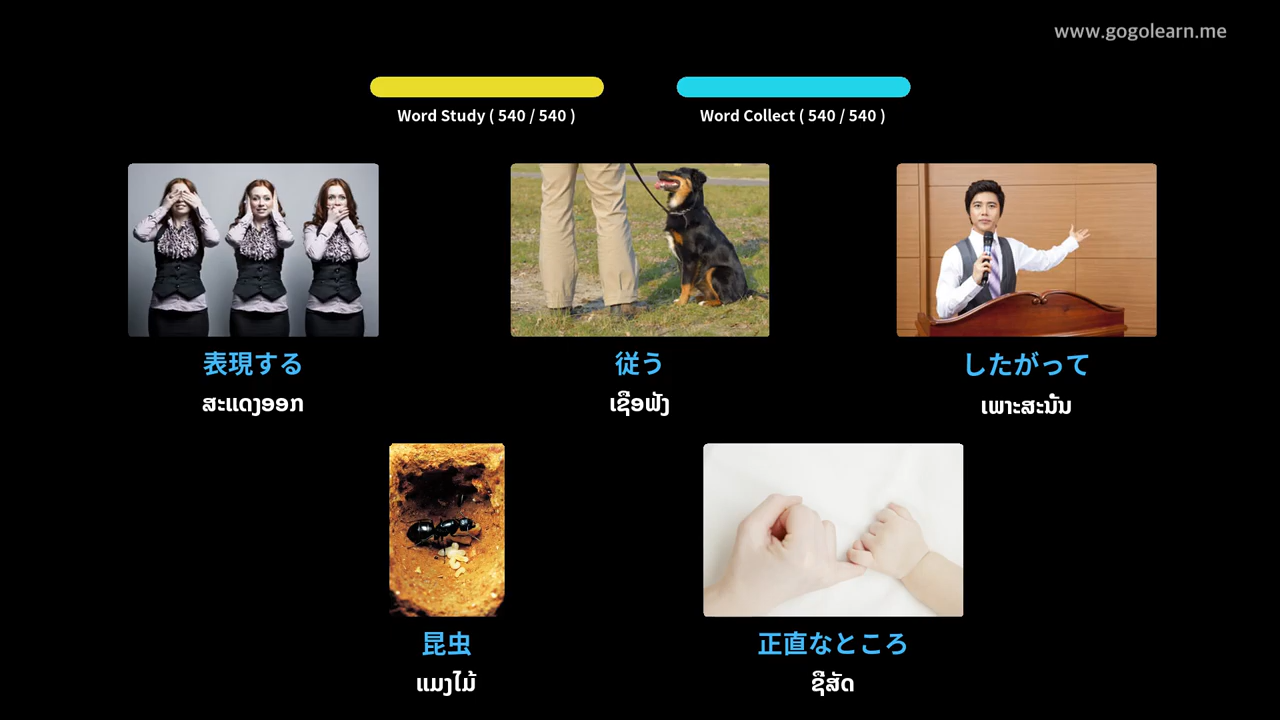 www.gogolearn.me
Word Study ( 540 / 540 )
Word Collect ( 540 / 540 )
表現する
ສະແດງອອກ
従う
ເຊື່ອຟັງ
したがって
ເພາະສະນັ້ນ
昆虫
ແມງໄມ້
正直なところ
ຊື່ສັດ